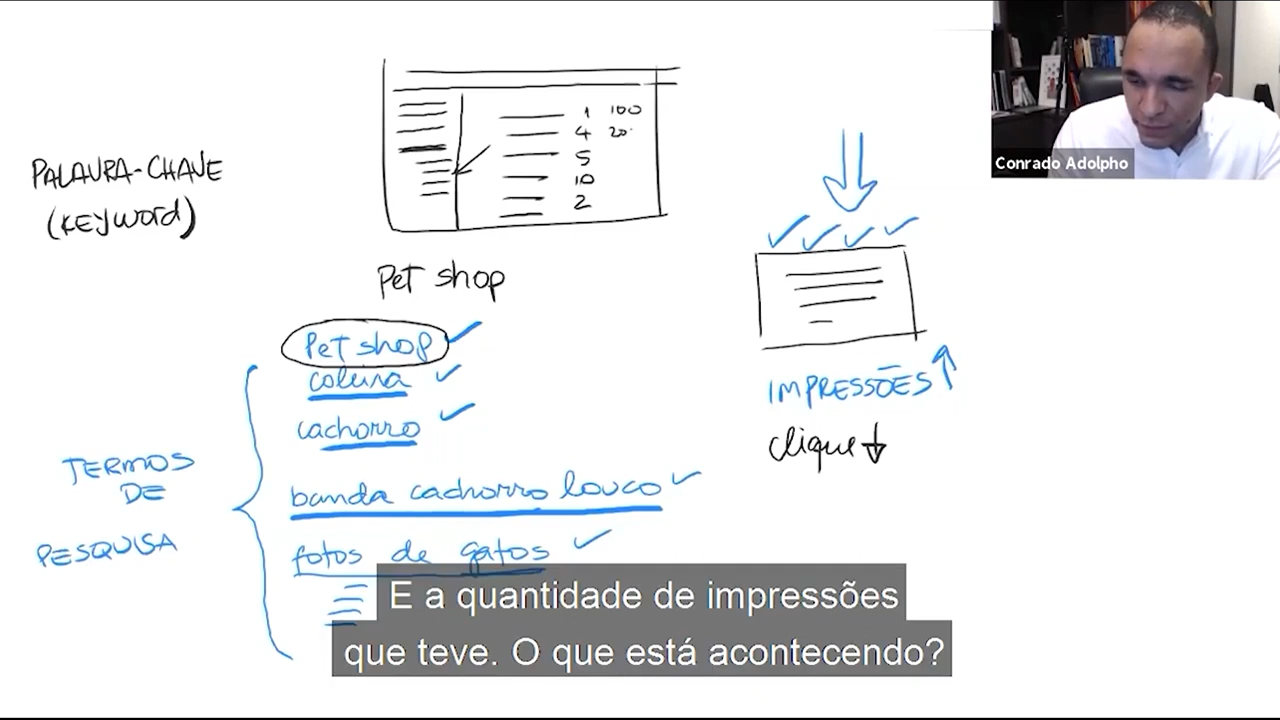 PALAVRA-CHAVE
(KEYWORD)
1 100
4 20
5
10
2
Pet shop
Pet shop
coleira
cachorro
banda cachorro louco
fotos de gatos
TERMOS
DE
PESQUISA
IMPRESSÕES
clique
Conrado Adolpho
E a quantidade de impressões
que teve. O que está acontecendo?